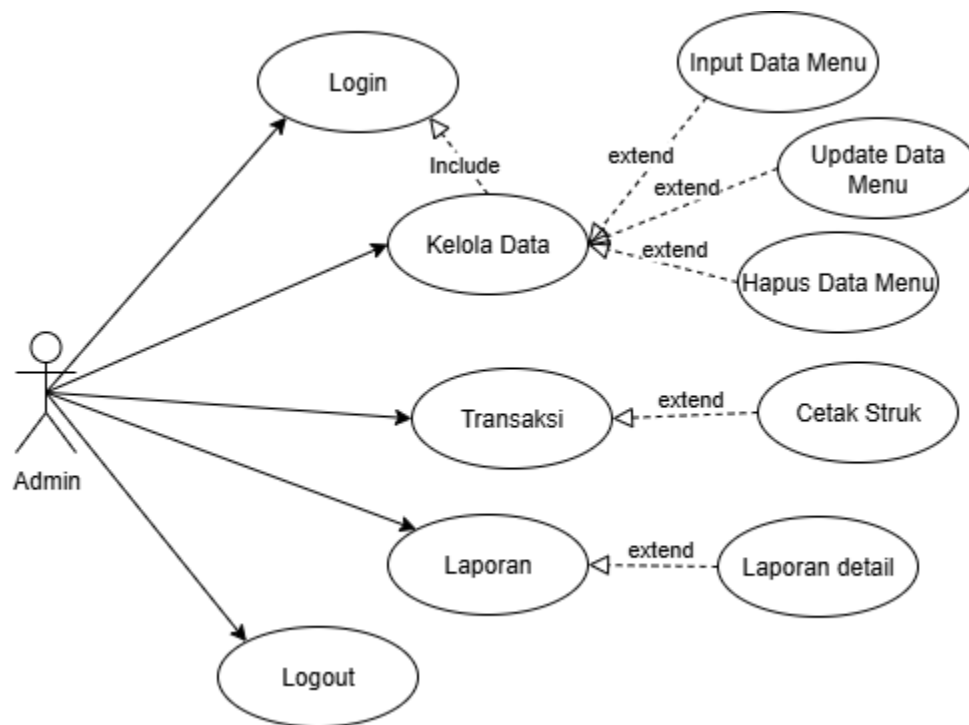 Login
Input Data Menu
Include
extend
Update Data
Menu
extend
Kelola Data
extend
Hapus Data Menu
Admin
Transaksi
extend
Cetak Struk
Laporan
extend
Laporan detail
Logout